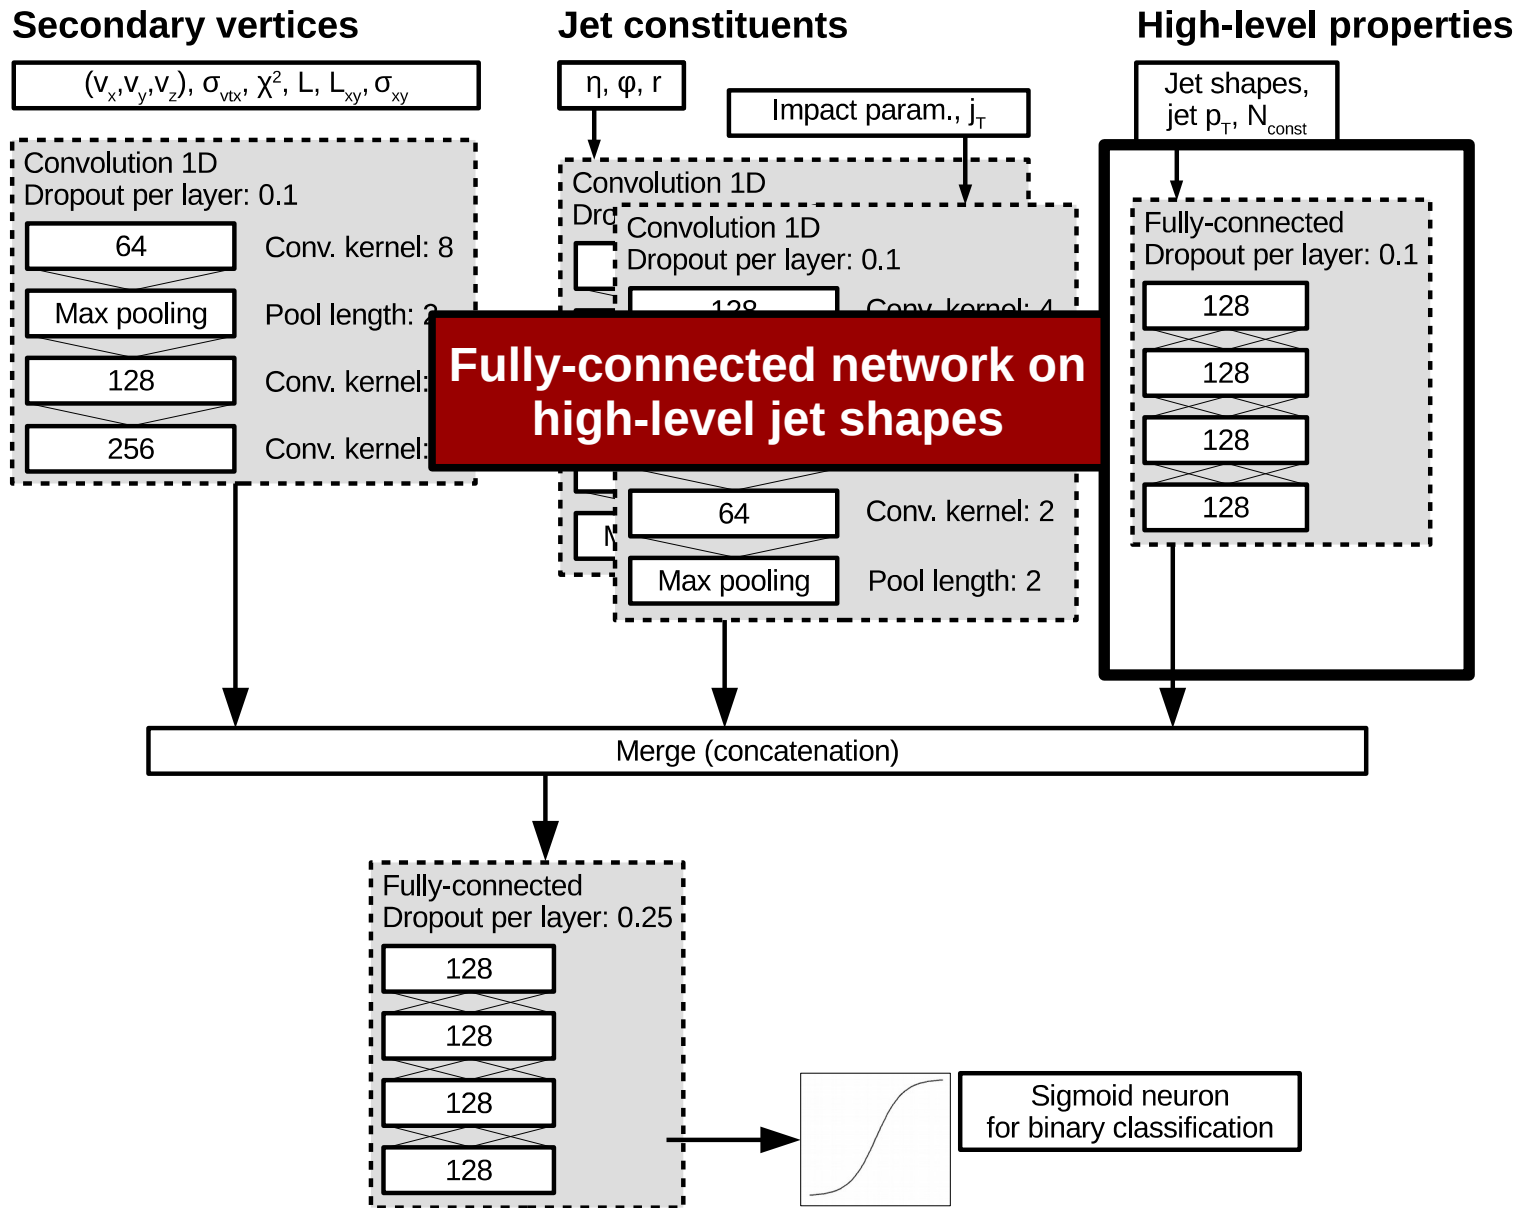 Secondary vertices
(vx,vy,vz), σvtx, χ², L, Lxy, σxy
Convolution 1D
Dropout per layer: 0.1
64
Conv. kernel: 8
Max pooling
Pool length: 2
128
Conv. kernel:
256
Conv. kernel:
Jet constituents
η, φ, r
Impact param., jT
Convolution 1D
Convolution 1D
Dropout per layer: 0.1
128
Conv. kernel: 4
64
Conv. kernel: 2
Max pooling
Pool length: 2
High-level properties
Jet shapes,
jet pT, Nconst
Fully-connected
Dropout per layer: 0.1
128
128
128
128
Fully-connected network on
high-level jet shapes
Merge (concatenation)
Fully-connected
Dropout per layer: 0.25
128
128
128
128
Sigmoid neuron
for binary classification